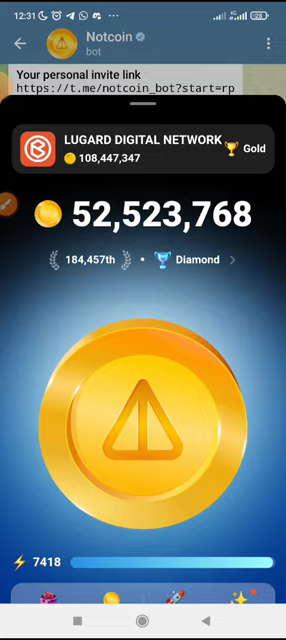 12:31
Notcoin
bot
Your personal invite link
https://t.me/notcoin_bot?start=rp
LUGARD DIGITAL NETWORK
108,447,347
Gold
52,523,768
184,457th • Diamond
7418